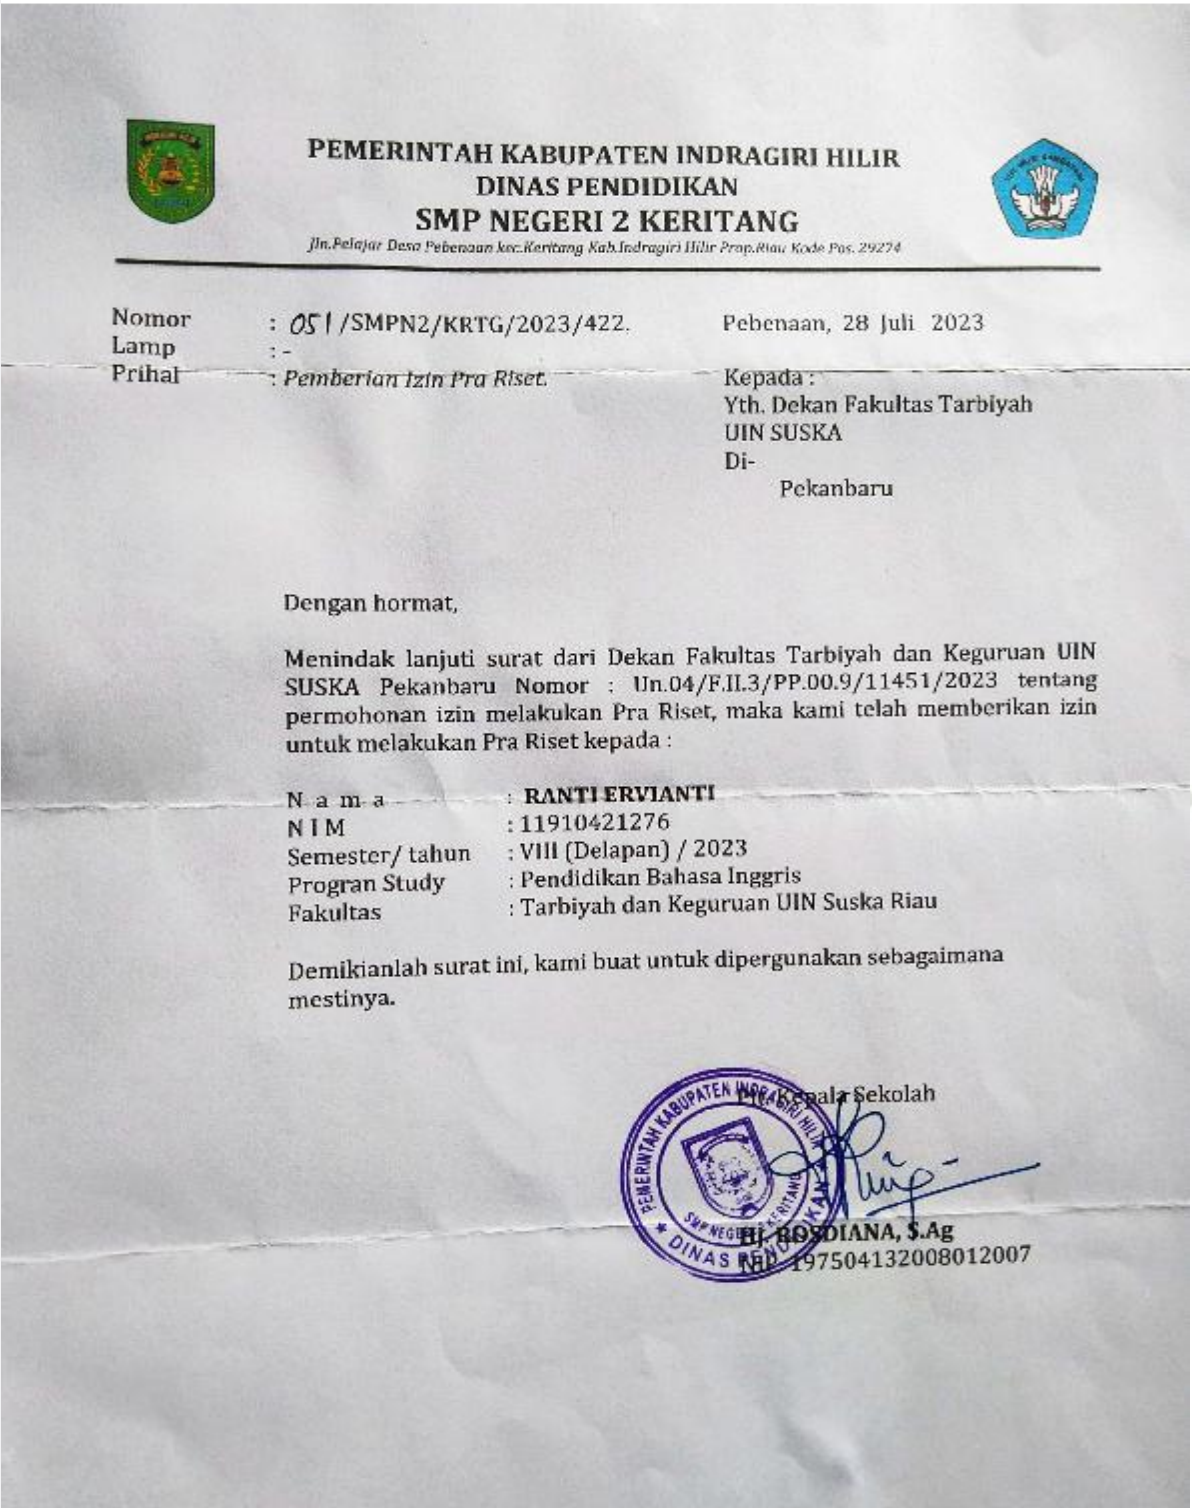 PEMERINTAH KABUPATEN INDRAGIRI HILIR
DINAS PENDIDIKAN
SMP NEGERI 2 KERITANG
Jln.Pelajar Desa Pebenaan kec.Keritang Kab.Indragiri Hilir Prop.Riau Kode Pos. 29274
Nomor : 051/SMPN2/KRTG/2023/422.
Pebenaan, 28 Juli 2023
Lamp : -
Prihal : Pemberian Izin Pra Riset.
Kepada :
Yth. Dekan Fakultas Tarbiyah
UIN SUSKA
Di-
Pekanbaru
Dengan hormat,
Menindak lanjuti surat dari Dekan Fakultas Tarbiyah dan Keguruan UIN
SUSKA Pekanbaru Nomor : Un.04/F.II.3/PP.00.9/11451/2023 tentang
permohonan izin melakukan Pra Riset, maka kami telah memberikan izin
untuk melakukan Pra Riset kepada :
N a m a : RANTI ERVIANTI
N I M : 11910421276
Semester/ tahun : VIII (Delapan) / 2023
Progran Study : Pendidikan Bahasa Inggris
Fakultas : Tarbiyah dan Keguruan UIN Suska Riau
Demikianlah surat ini, kami buat untuk dipergunakan sebagaimana
mestinya.
Plt. Kepala Sekolah
PEMERINTAH KABUPATEN INDRAGIRI HILIR
SMP NEGERI 2 KERITANG
DINAS PENDIDIKAN
Hj. ROSDIANA, S.Ag
NIP. 197504132008012007